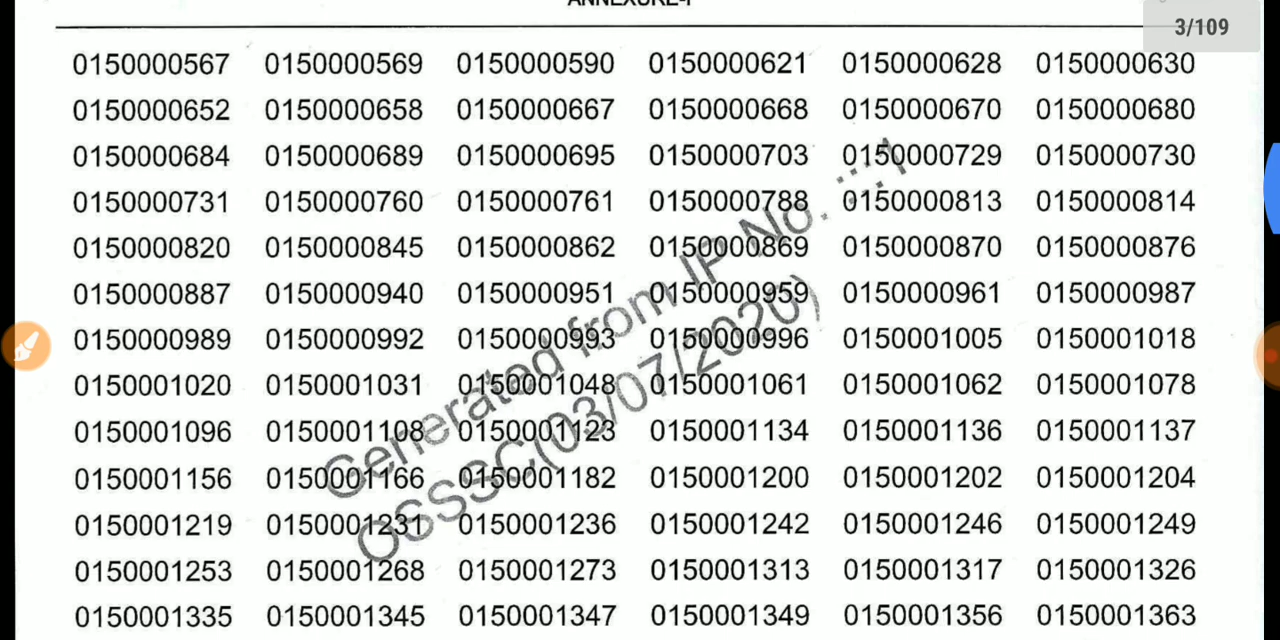 ANNEXURE-I
3/109
0150000567 0150000569 0150000590 0150000621 0150000628 0150000630
0150000652 0150000658 0150000667 0150000668 0150000670 0150000680
0150000684 0150000689 0150000695 0150000703 0150000729 0150000730
0150000731 0150000760 0150000761 0150000788 0150000813 0150000814
0150000820 0150000845 0150000862 0150000869 0150000870 0150000876
0150000887 0150000940 0150000951 0150000959 0150000961 0150000987
0150000989 0150000992 0150000993 0150000996 0150001005 0150001018
0150001020 0150001031 0150001048 0150001061 0150001062 0150001078
0150001096 0150001108 0150001123 0150001134 0150001136 0150001137
0150001156 0150001166 0150001182 0150001200 0150001202 0150001204
0150001219 0150001231 0150001236 0150001242 0150001246 0150001249
0150001253 0150001268 0150001273 0150001313 0150001317 0150001326
0150001335 0150001345 0150001347 0150001349 0150001356 0150001363
Generated from IP No. :::1
OSSSC(03/07/2020)